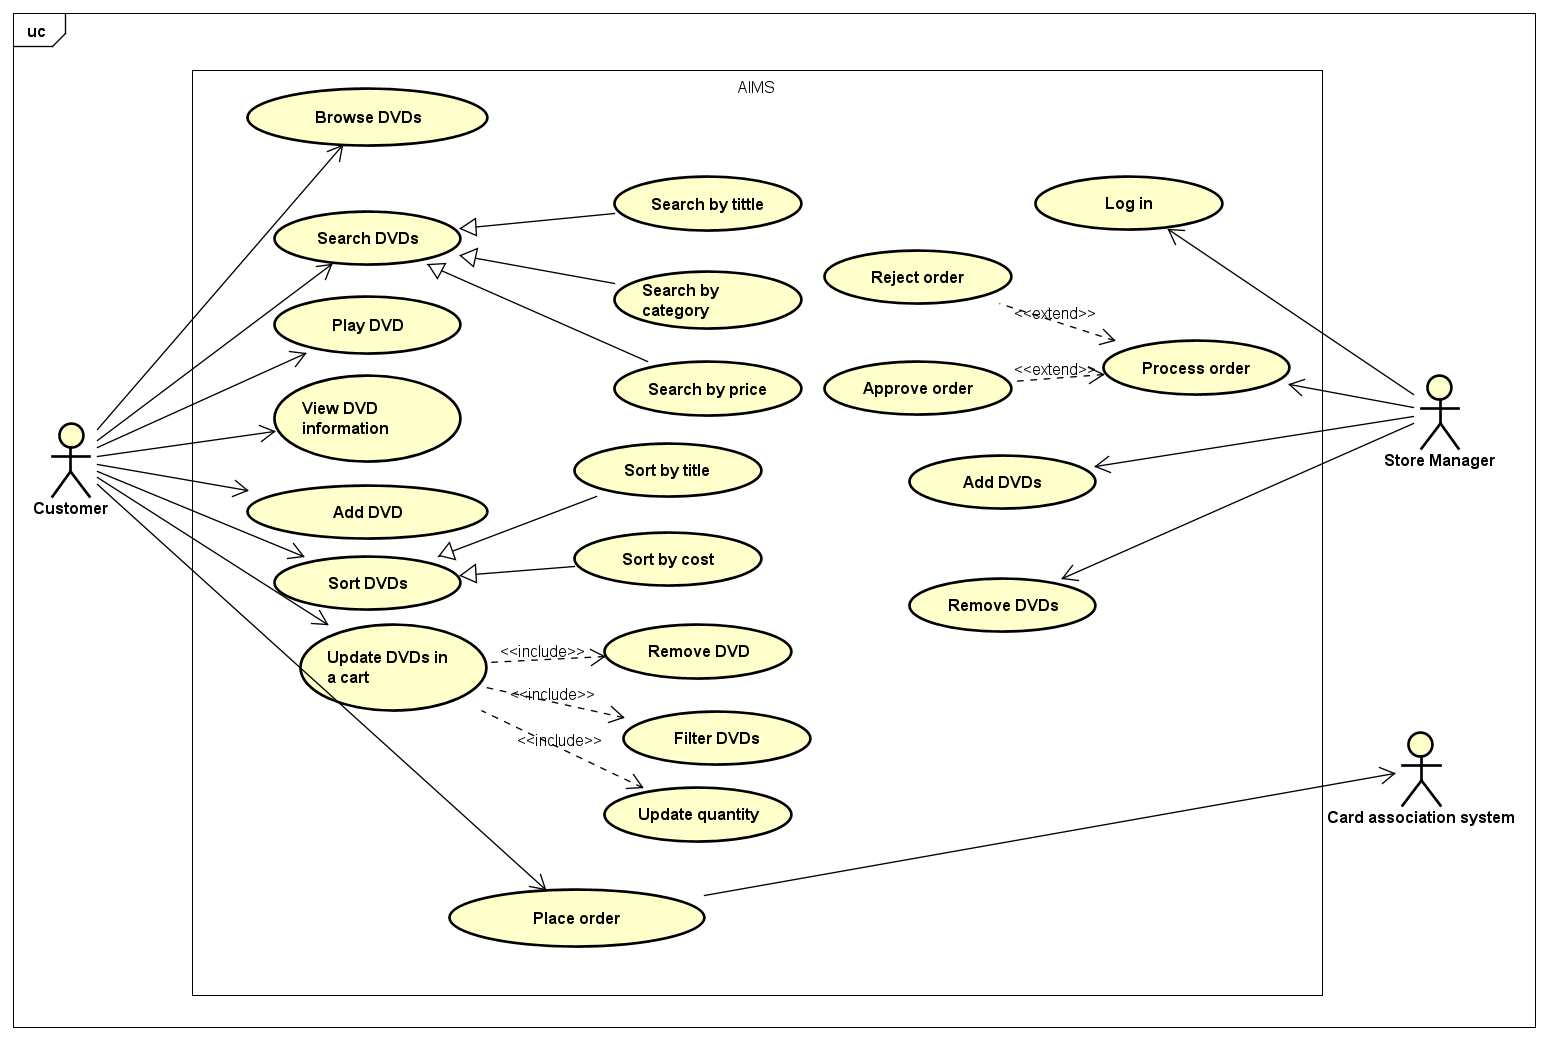 uc
AIMS
Browse DVDs
Search by tittle
Log in
Search DVDs
Reject order
Search by
category
<<extend>>
Play DVD
Process order
<<extend>>
Search by price
Approve order
View DVD
information
Store Manager
Customer
Sort by title
Add DVDs
Add DVD
Sort by cost
Sort DVDs
Remove DVDs
Update DVDs in
a cart
<<include>>
Remove DVD
<<include>>
Filter DVDs
<<include>>
Update quantity
Card association system
Place order